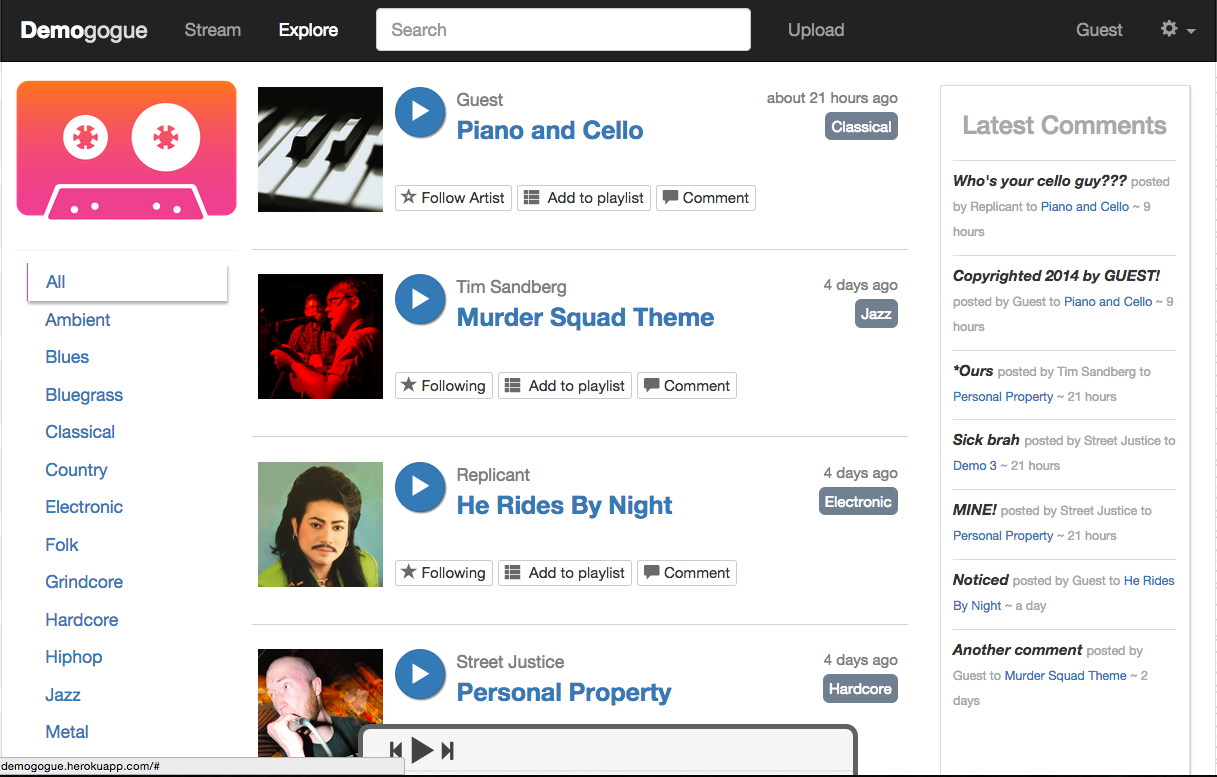 Demogogue Stream Explore Search Upload Guest
All
Ambient
Blues
Bluegrass
Classical
Country
Electronic
Folk
Grindcore
Hardcore
Hiphop
Jazz
Metal
Guest about 21 hours ago
Piano and Cello Classical
Follow Artist Add to playlist Comment
Tim Sandberg 4 days ago
Murder Squad Theme Jazz
Following Add to playlist Comment
Replicant 4 days ago
He Rides By Night Electronic
Following Add to playlist Comment
Street Justice 4 days ago
Personal Property Hardcore
Latest Comments
Who's your cello guy??? posted
by Replicant to Piano and Cello ~ 9
hours
Copyrighted 2014 by GUEST!
posted by Guest to Piano and Cello ~ 9
hours
*Ours posted by Tim Sandberg to
Personal Property ~ 21 hours
Sick brah posted by Street Justice to
Demo 3 ~ 21 hours
MINE! posted by Street Justice to
Personal Property ~ 21 hours
Noticed posted by Guest to He Rides
By Night ~ a day
Another comment posted by
Guest to Murder Squad Theme ~ 2
days
demogogue.herokuapp.com/#